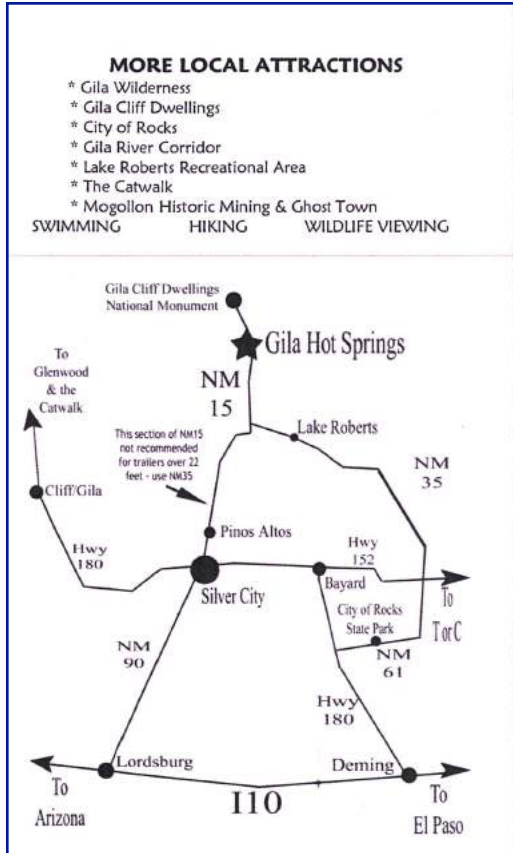 MORE LOCAL ATTRACTIONS
* Gila Wilderness
* Gila Cliff Dwellings
* City of Rocks
* Gila River Corridor
* Lake Roberts Recreational Area
* The Catwalk
* Mogollon Historic Mining & Ghost Town
SWIMMING HIKING WILDLIFE VIEWING
Gila Cliff Dwellings
National Monument
Gila Hot Springs
To
Glenwood
& the
Catwalk
NM
15
This section of NM15
not recommended
for trailers over 22
feet - use NM35
Lake Roberts
NM
35
Cliff/Gila
Pinos Altos
Hwy
180
Hwy
152
Silver City
Bayard
To
T or C
City of Rocks
State Park
NM
90
NM
61
Hwy
180
Lordsburg
Deming
To
Arizona
I10
To
El Paso